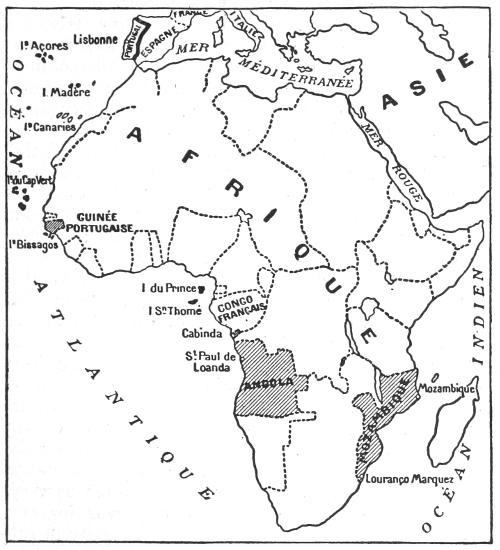 FRANCE
Is Açores
Lisbonne
PORTUGAL
ESPAGNE
ITALIE
MER
MÉDITERRANÉE
ASIE
OCÉAN
I. Madère
Is Canaries
AFRIQUE
MER ROUGE
Is du Cap Vert
GUINÉE
PORTUGAISE
Is Bissagos
ATLANTIQUE
I du Prince
I Sn Thomé
CONGO
FRANÇAIS
Cabinda
St Paul de
Loanda
ANGOLA
MOZAMBIQUE
Mozambique
Louranço Marquez
OCÉAN
INDIEN